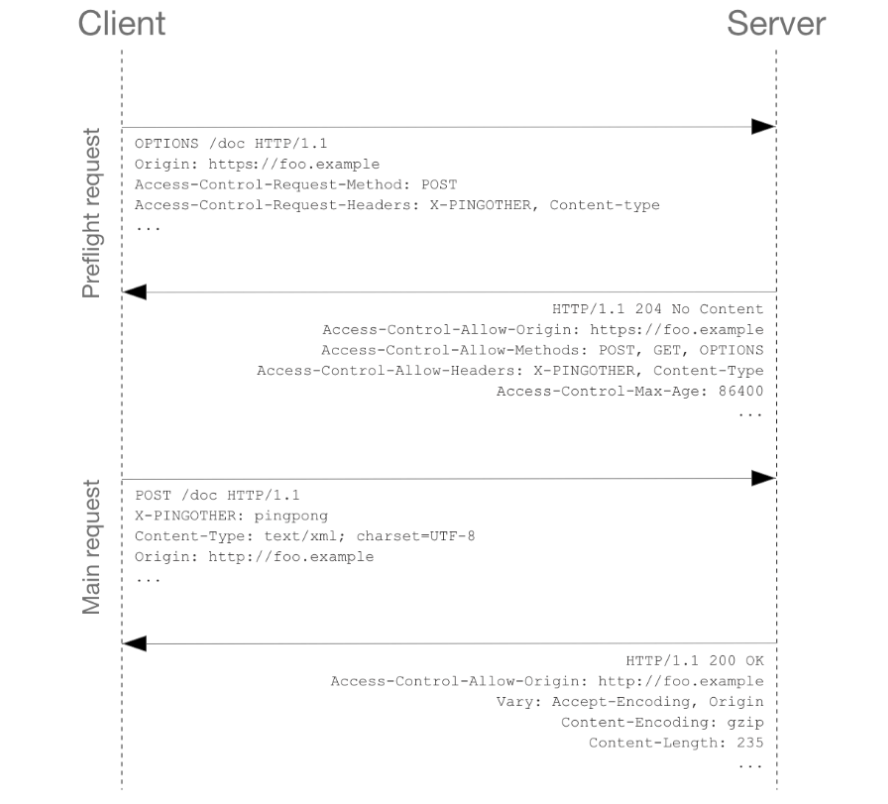 Client
Server
Preflight request
OPTIONS /doc HTTP/1.1
Origin: https://foo.example
Access-Control-Request-Method: POST
Access-Control-Request-Headers: X-PINGOTHER, Content-type
...
HTTP/1.1 204 No Content
Access-Control-Allow-Origin: https://foo.example
Access-Control-Allow-Methods: POST, GET, OPTIONS
Access-Control-Allow-Headers: X-PINGOTHER, Content-Type
Access-Control-Max-Age: 86400
...
Main request
POST /doc HTTP/1.1
X-PINGOTHER: pingpong
Content-Type: text/xml; charset=UTF-8
Origin: http://foo.example
...
HTTP/1.1 200 OK
Access-Control-Allow-Origin: http://foo.example
Vary: Accept-Encoding, Origin
Content-Encoding: gzip
Content-Length: 235
...